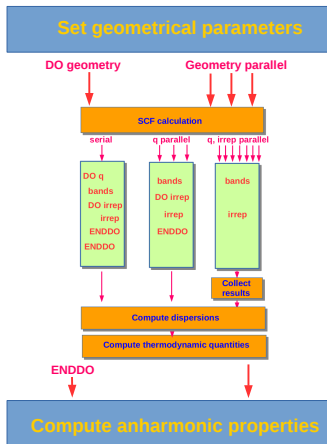 Set geometrical parameters
DO geometry
Geometry parallel
SCF calculation
serial
q parallel
q, irrep parallel
DO q
bands
DO irrep
irrep
ENDDO
ENDDO
bands
DO irrep
irrep
ENDDO
bands
irrep
Collect
results
Compute dispersions
Compute thermodynamic quantities
ENDDO
Compute anharmonic properties